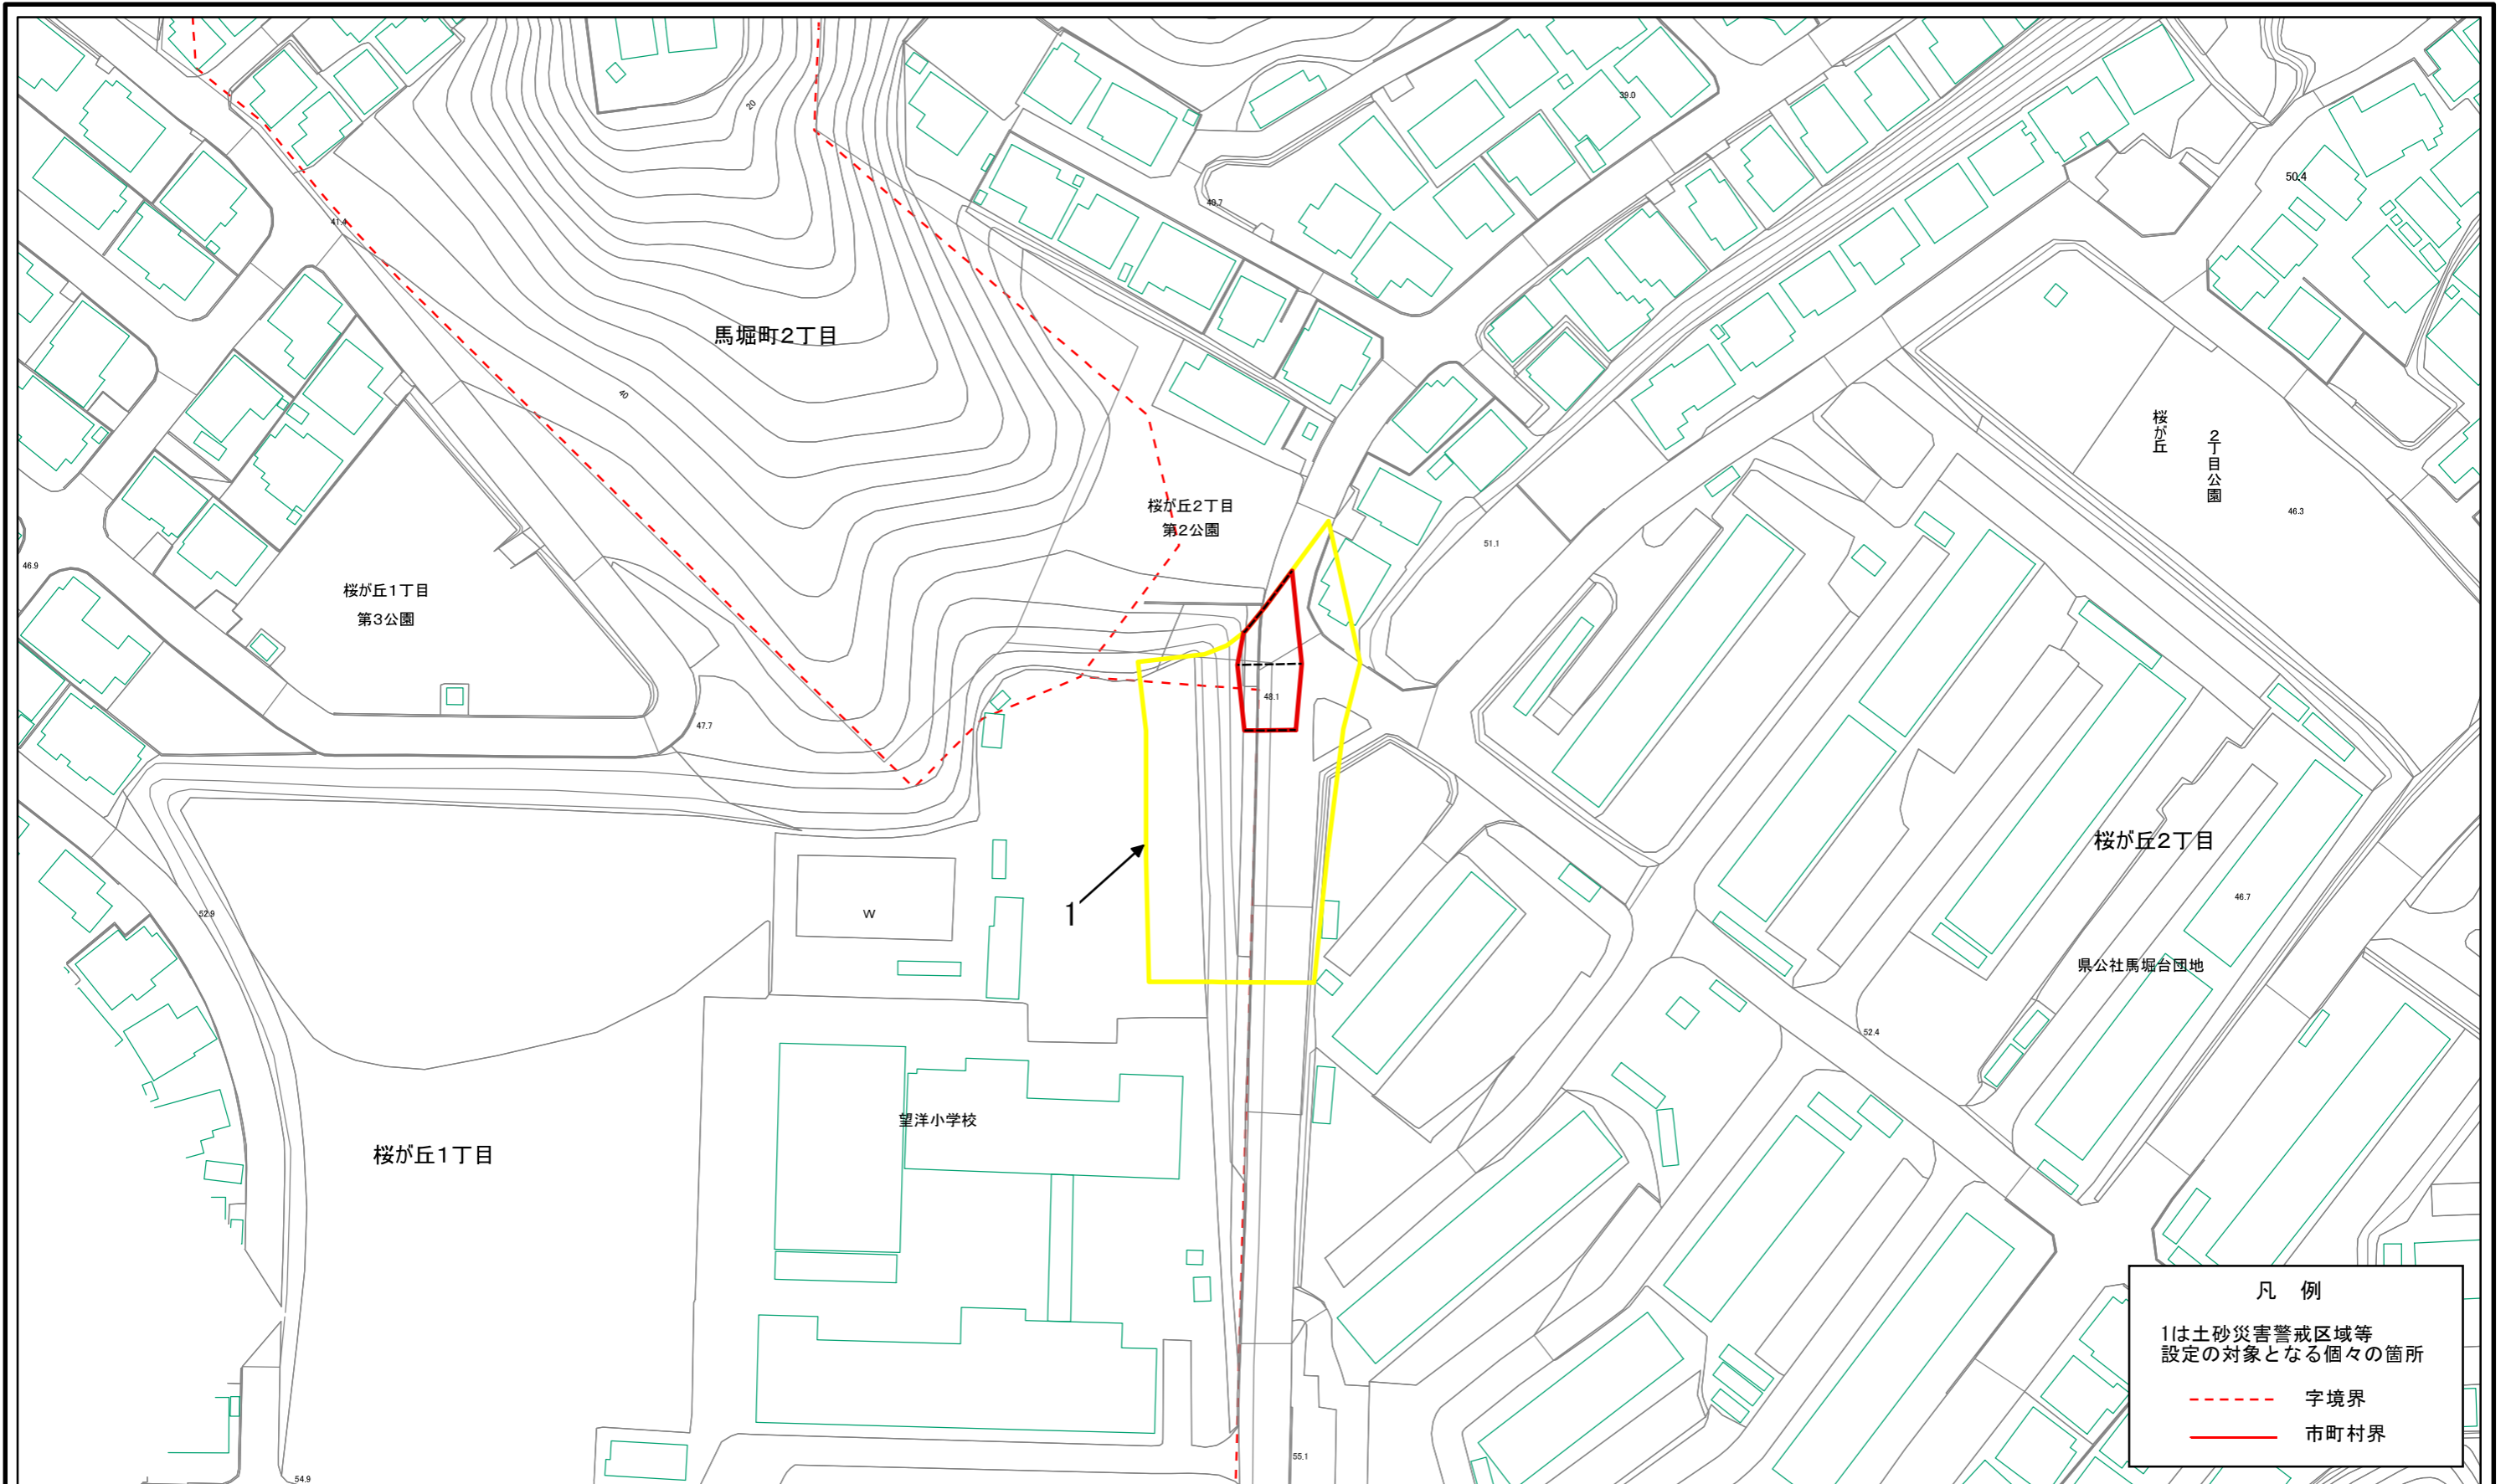 20
39.0
50.4
40.7
41.4
馬堀町2丁目
40
桜が丘
2丁目公園
46.3
桜が丘2丁目
第2公園
51.1
46.9
桜が丘1丁目
第3公園
48.1
47.7
桜が丘2丁目
46.7
1
W
52.9
県公社馬堀台団地
52.4
望洋小学校
桜が丘1丁目
凡 例
1は土砂災害警戒区域等
設定の対象となる個々の箇所
字境界
市町村界
55.1
54.9